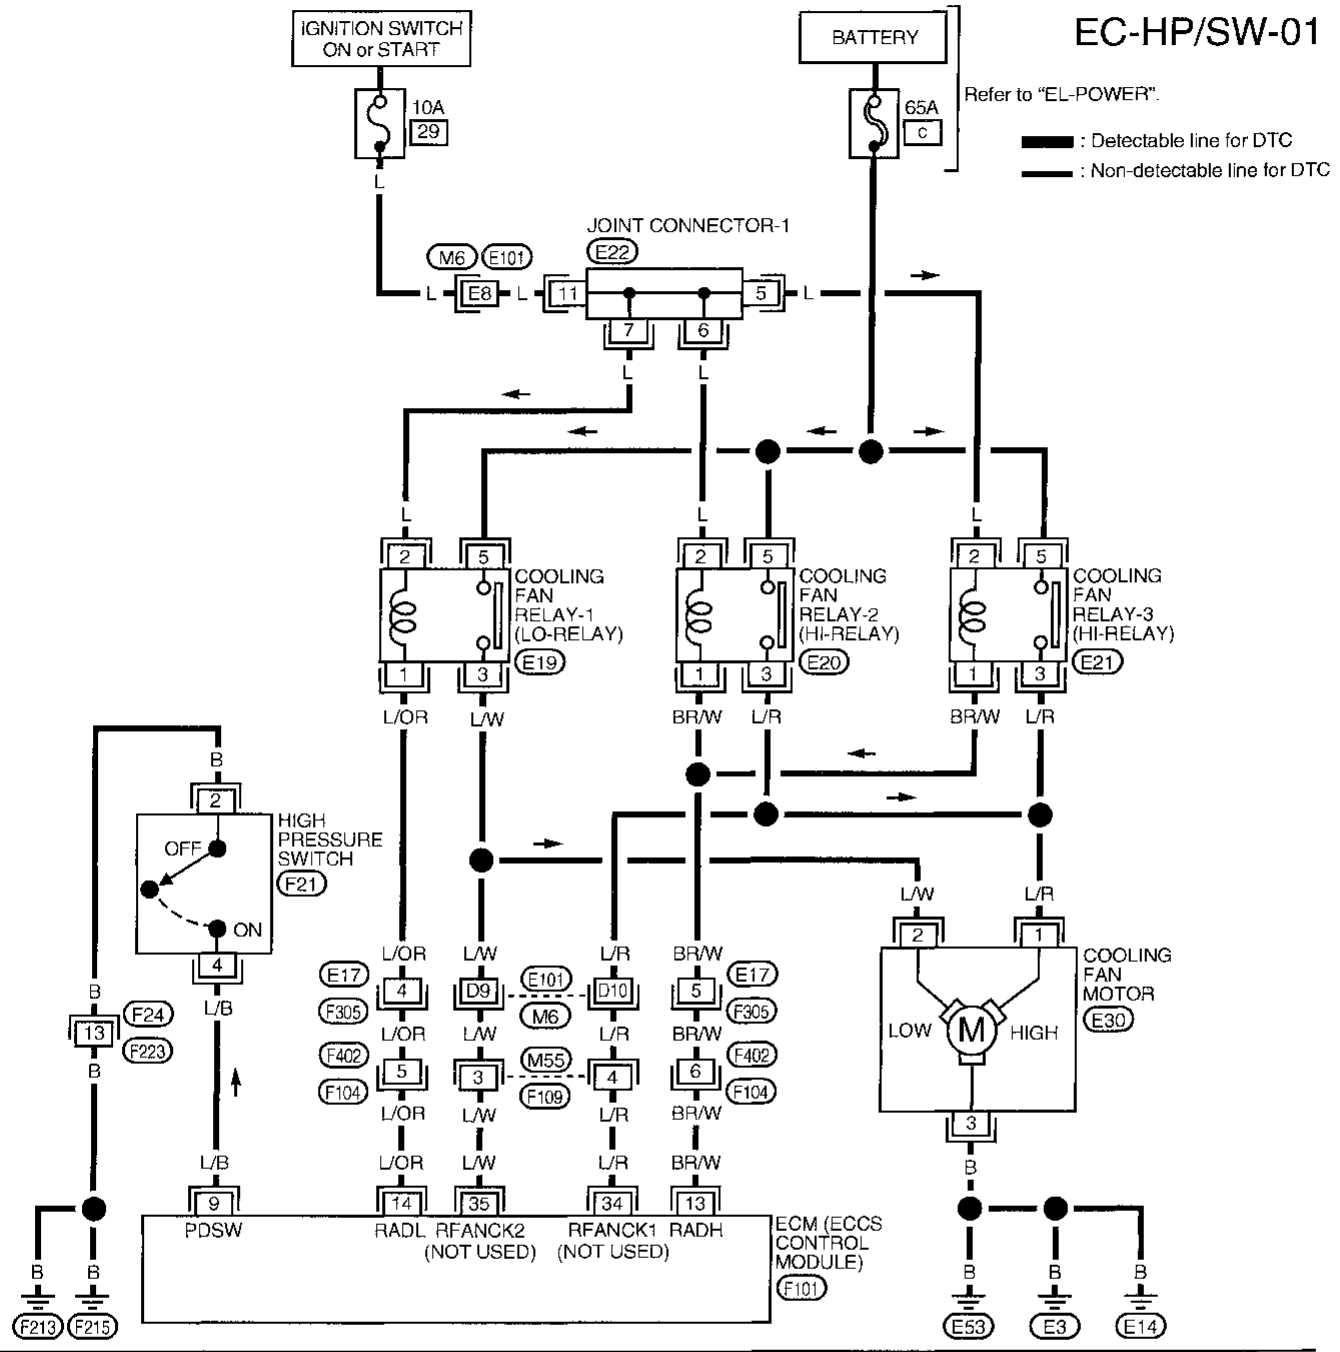 EC-HP/SW-01
IGNITION SWITCH
ON or START
BATTERY
10A
29
65A
C
Refer to "EL-POWER".
: Detectable line for DTC
: Non-detectable line for DTC
L
JOINT CONNECTOR-1
M6 E101 E22
L E8 L 11 5 L
7 6
L L
L L L
2 5 2 5 2 5
COOLING
FAN
RELAY-1
(LO-RELAY)
E19
COOLING
FAN
RELAY-2
(HI-RELAY)
E20
COOLING
FAN
RELAY-3
(HI-RELAY)
E21
1 3 1 3 1 3
L/OR L/W BR/W L/R BR/W L/R
B
2
HIGH
PRESSURE
SWITCH
F21
OFF
ON
4
L/B
L/W L/R
2 1
COOLING
FAN
MOTOR
E30
LOW M HIGH
3
B
L/OR L/W L/R BR/W
E17 4 D9 E101 D10 5 E17
F305 M6 F305
L/OR L/W L/R BR/W
F402 5 3 M55 4 6 F402
F104 F109 F104
L/OR L/W L/R BR/W
B
13 F24
F223
B
L/B L/OR L/W L/R BR/W
9 14 35 34 13
PDSW RADL RFANCK2 RFANCK1 RADH
(NOT USED) (NOT USED)
ECM (ECCS
CONTROL
MODULE)
F101
B B B B B
F213 F215 E53 E3 E14